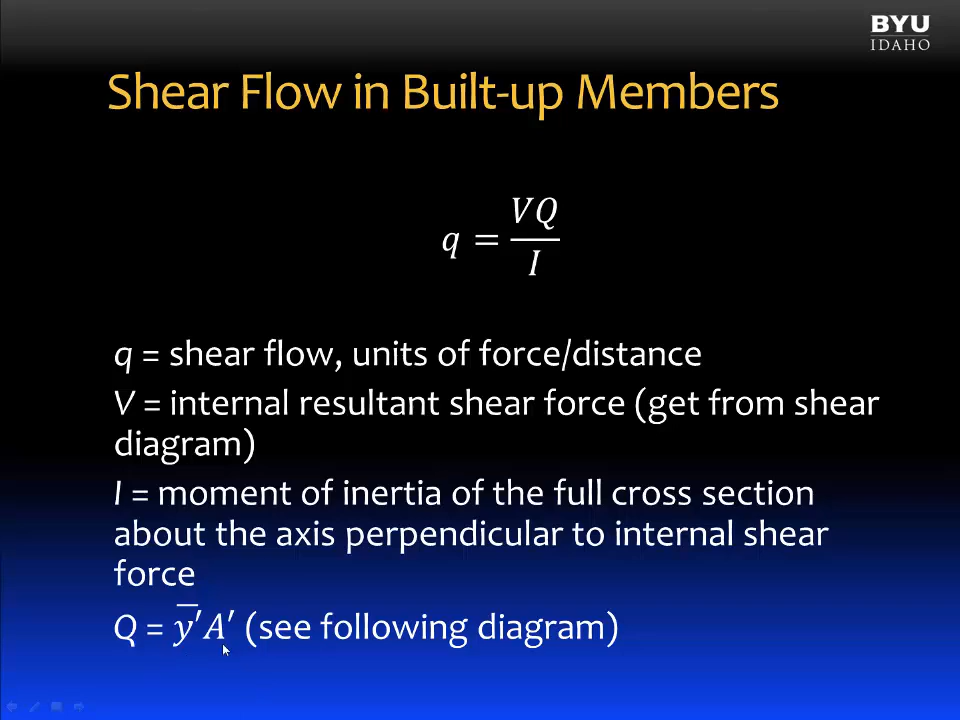 BYU
IDAHO
Shear Flow in Built-up Members
q = VQ/I
q = shear flow, units of force/distance
V = internal resultant shear force (get from shear
diagram)
I = moment of inertia of the full cross section
about the axis perpendicular to internal shear
force
Q = y̅′A′ (see following diagram)